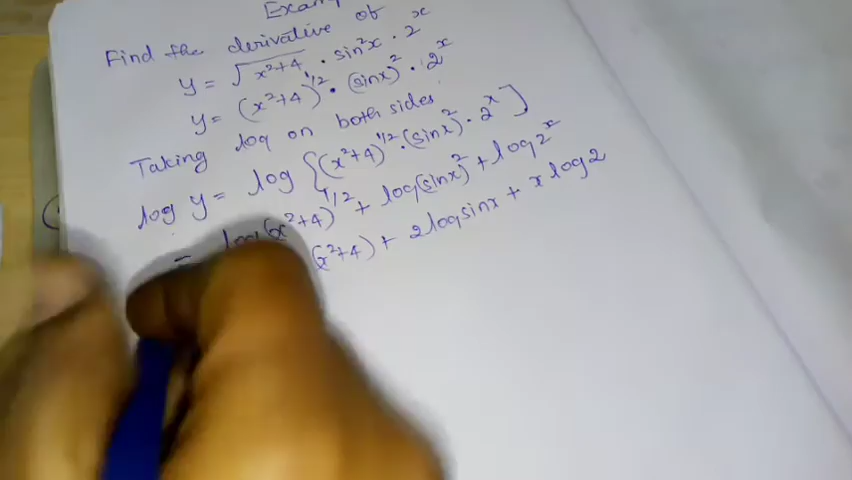 Exam
Find the derivative of
y = √x²+4 . sin²x . 2^x
y = (x²+4)^1/2 . (sinx)² . 2^x
Taking log on both sides
log y = log {(x²+4)^1/2 . (sinx)² . 2^x]
= log(x²+4)^1/2 + log(sinx)² + log2^x
(x²+4) + 2logsinx + x log2